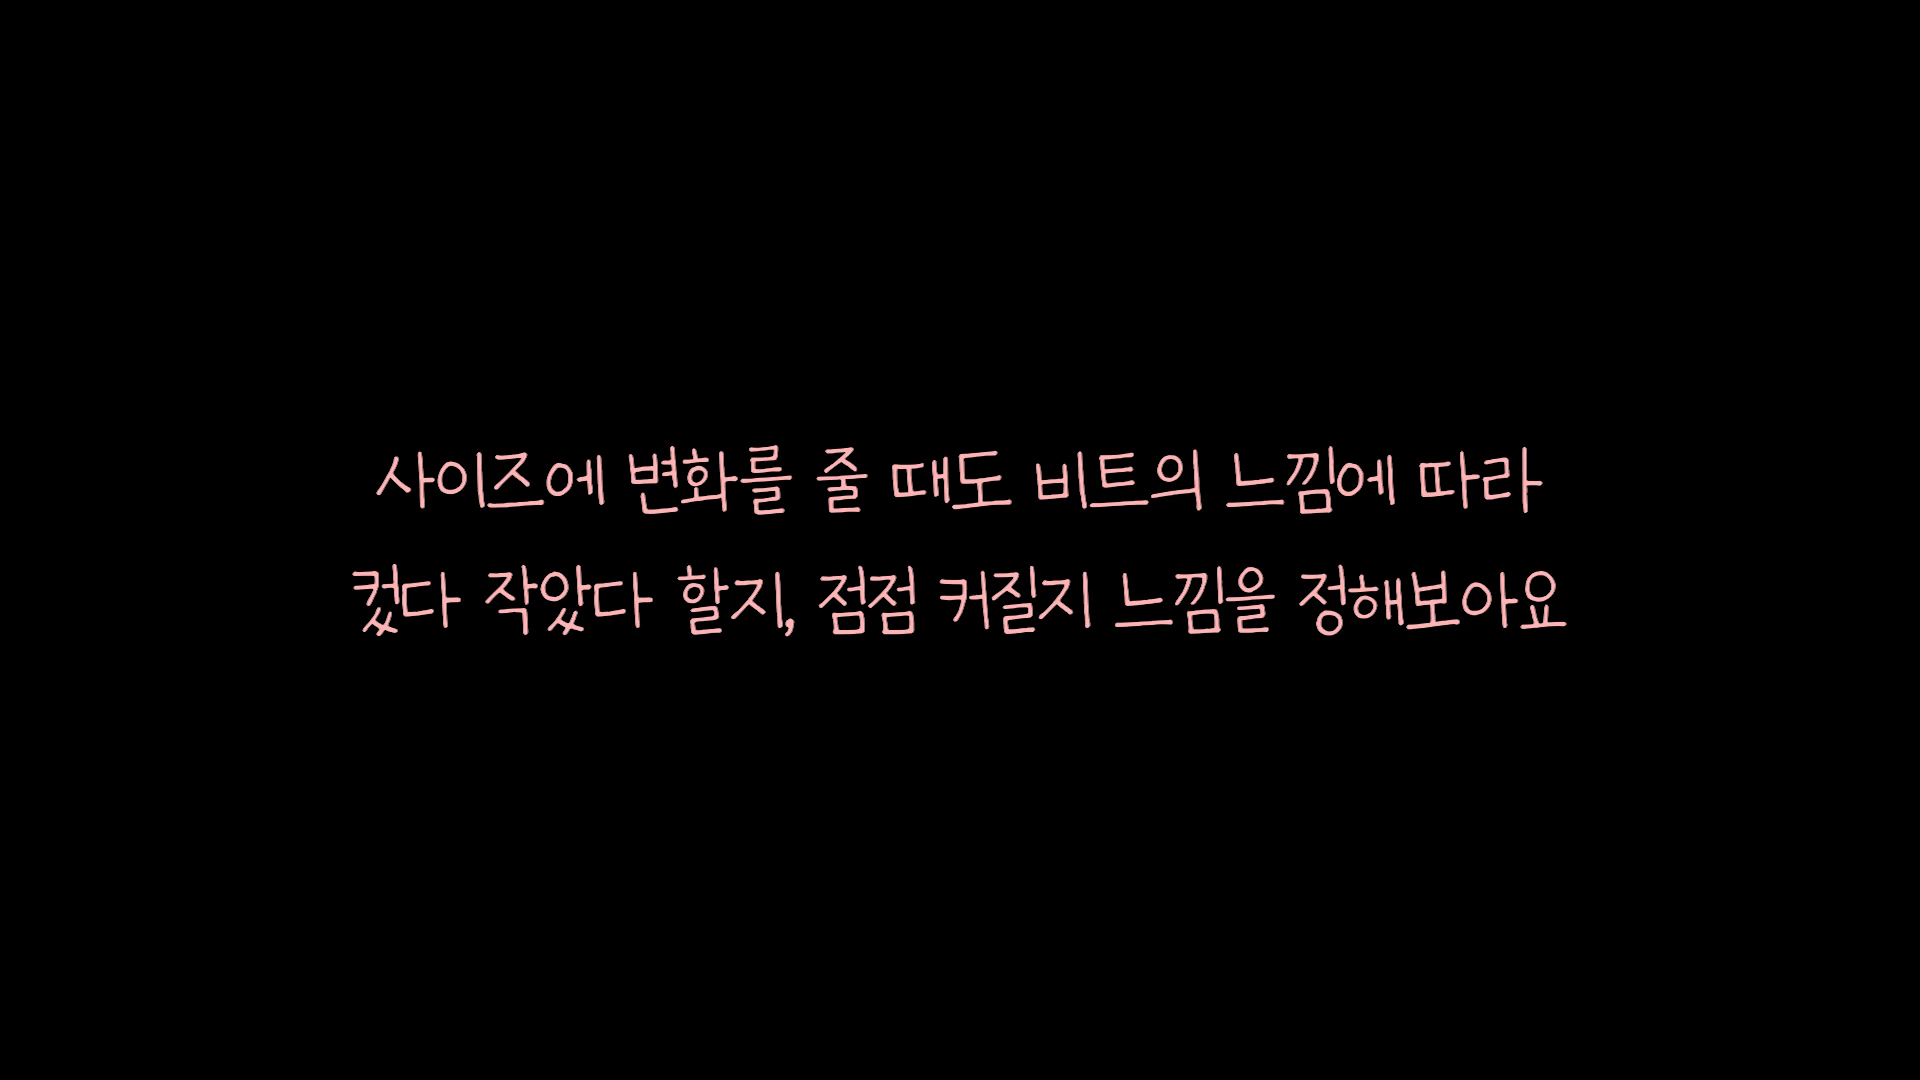 사이즈에 변화를 줄 때도 비트의 느낌에 따라
컸다 작았다 할지, 점점 커질지 느낌을 정해보아요